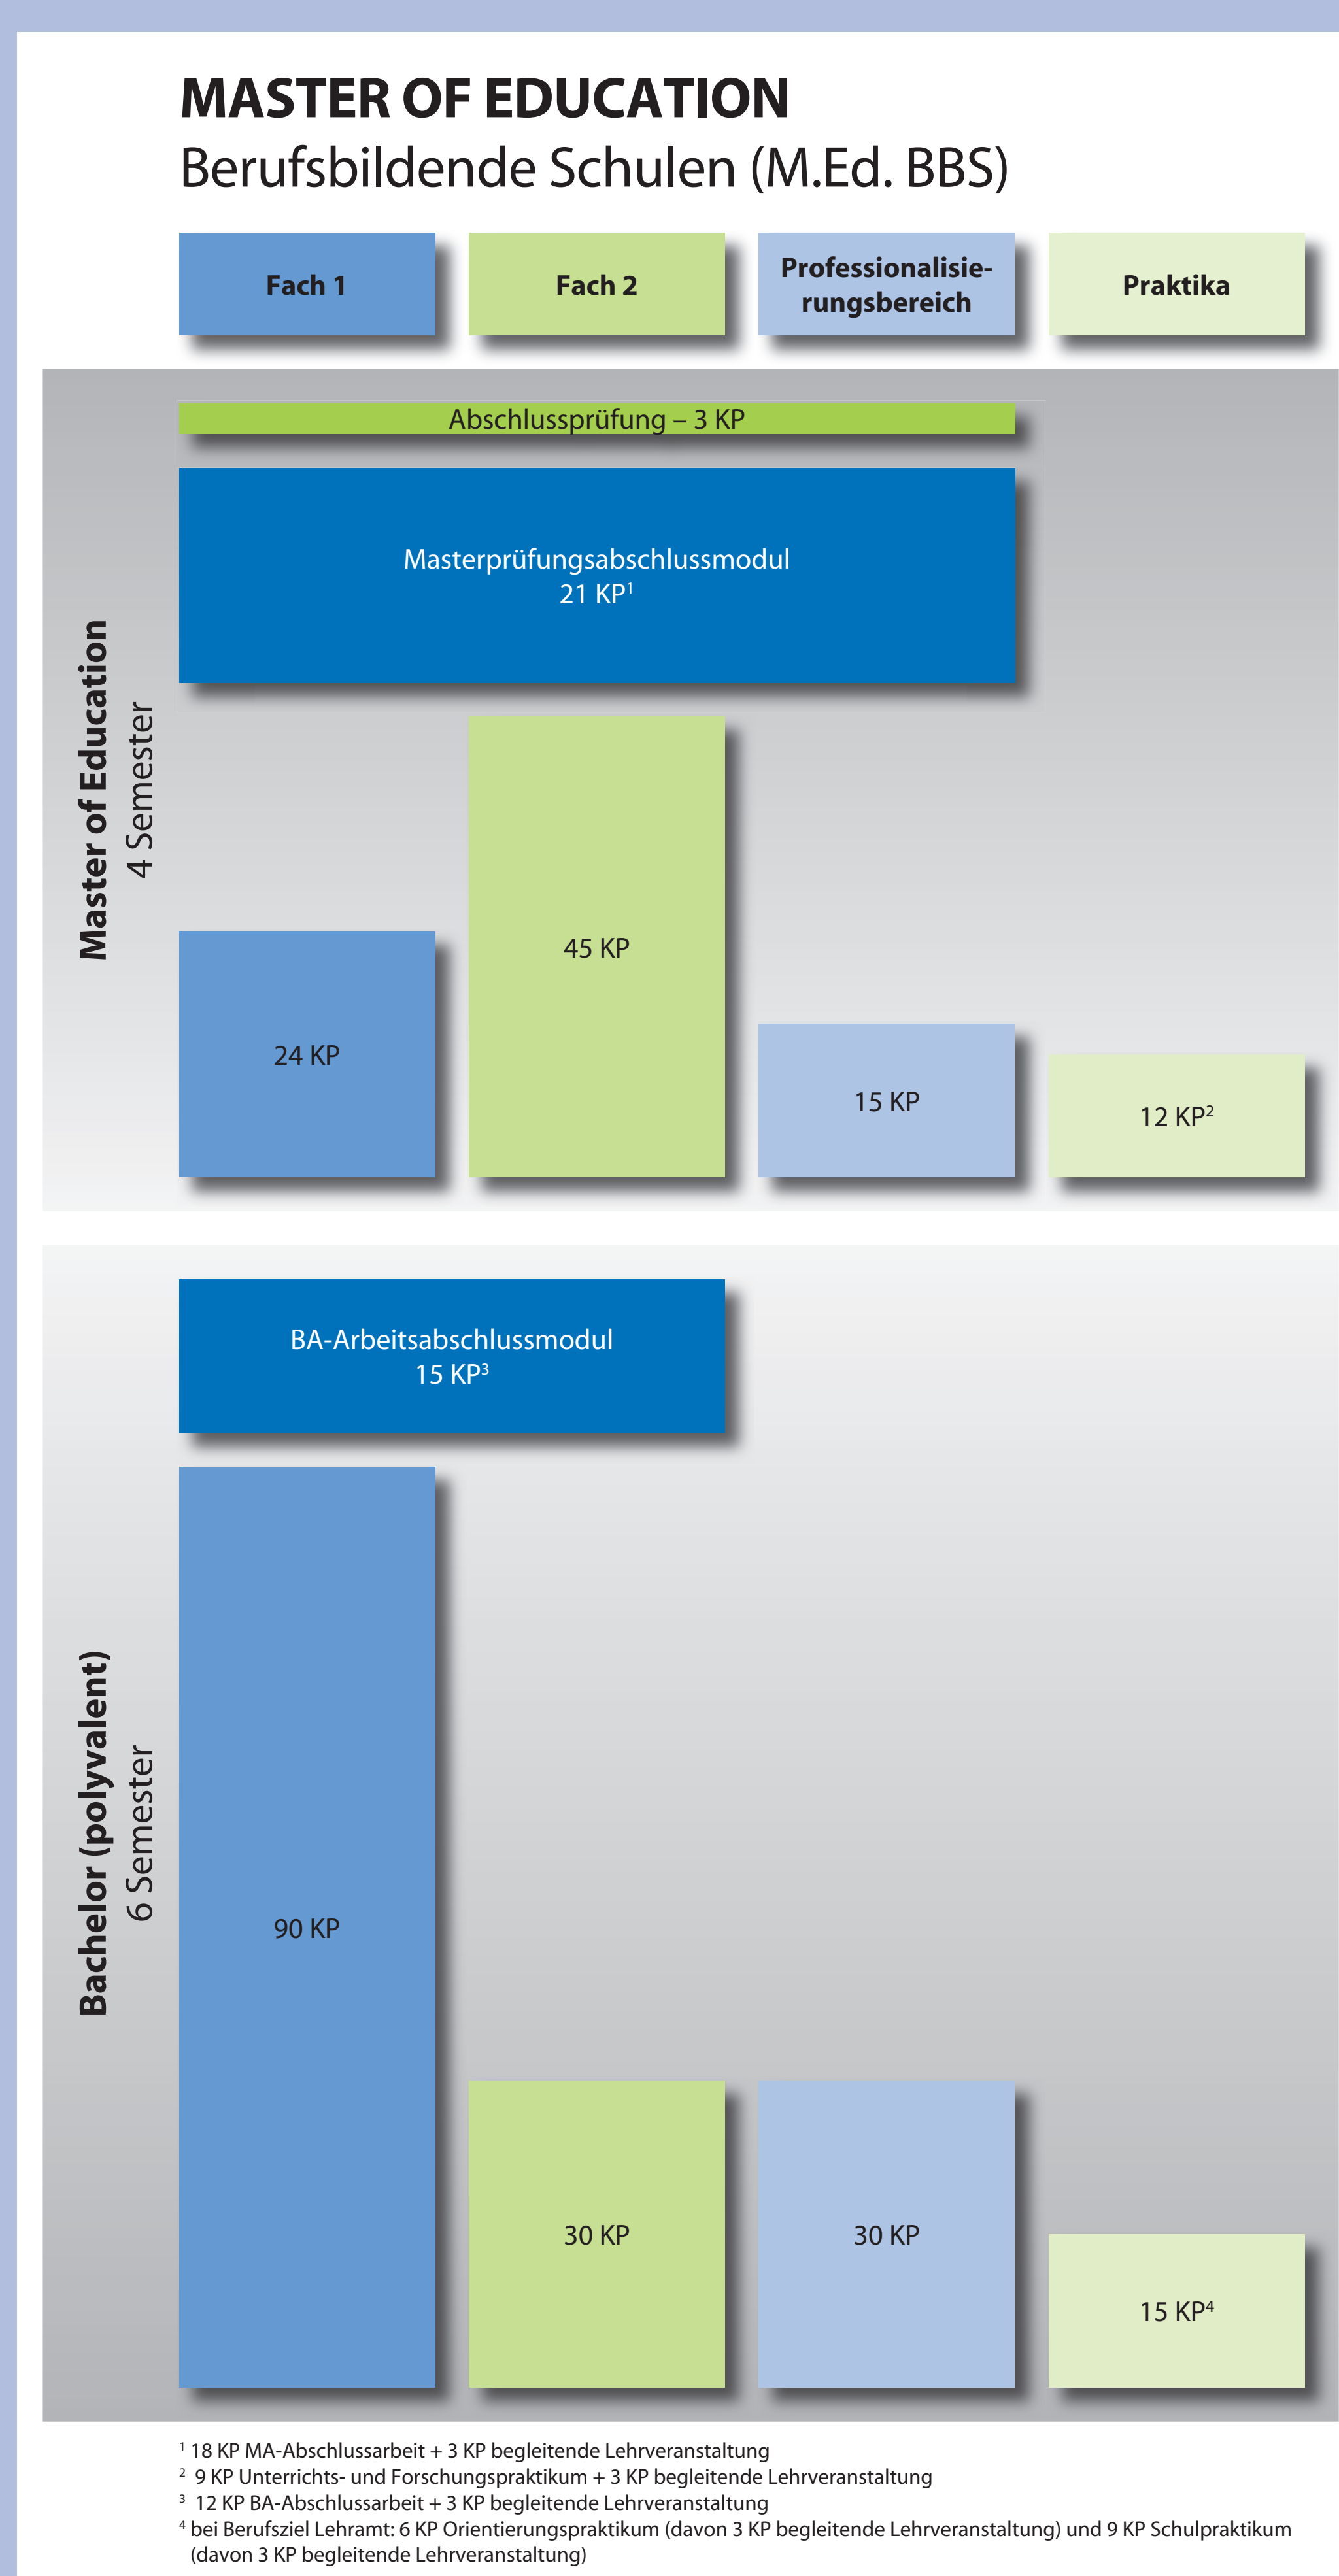 MASTER OF EDUCATION
Berufsbildende Schulen (M.Ed. BBS)
Fach 1
Fach 2
Professionalisie-
rungsbereich
Praktika
Master of Education
4 Semester
Abschlussprüfung – 3 KP
Masterprüfungsabschlussmodul
21 KP¹
24 KP
45 KP
15 KP
12 KP²
Bachelor (polyvalent)
6 Semester
BA-Arbeitsabschlussmodul
15 KP³
90 KP
30 KP
30 KP
15 KP⁴
¹ 18 KP MA-Abschlussarbeit + 3 KP begleitende Lehrveranstaltung
² 9 KP Unterrichts- und Forschungspraktikum + 3 KP begleitende Lehrveranstaltung
³ 12 KP BA-Abschlussarbeit + 3 KP begleitende Lehrveranstaltung
⁴ bei Berufsziel Lehramt: 6 KP Orientierungspraktikum (davon 3 KP begleitende Lehrveranstaltung) und 9 KP Schulpraktikum
(davon 3 KP begleitende Lehrveranstaltung)